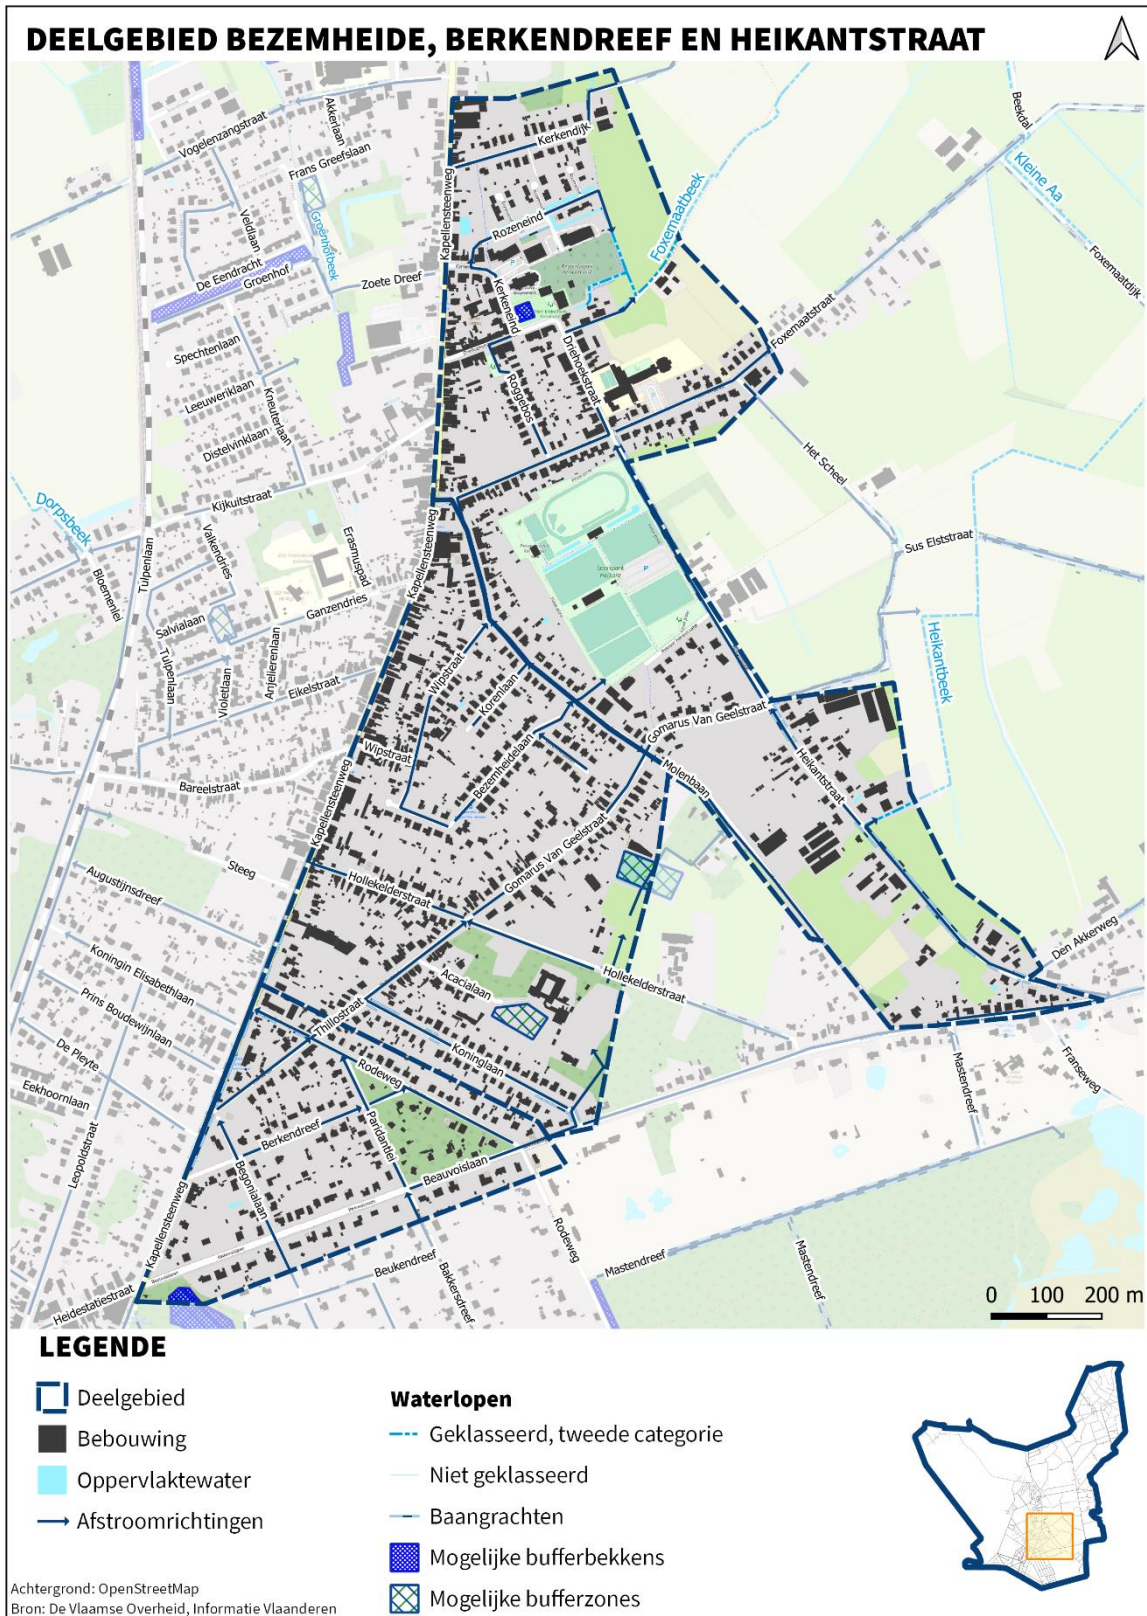 DEELGEBIED BEZEMHEIDE, BERKENDREEF EN HEIKANTSTRAAT
Vogelenzangstraat
Akkerlaan
Frans Greefslaan
Groenhofbeek
Veldlaan
De Eendracht
Groenhof
Zoete Dreef
Spechtenlaan
Leeuweriklaan
Kneuterlaan
Distelvinklaan
Kijkuitstraat
Kapellensteenweg
Kerkendijk
Rozeneind
Kerkeneind
Roggebos
Driehoekstraat
Foxemaatbeek
Foxemaatstraat
Beekdal
Kleine Aa
Foxemaatdijk
Het Scheel
Sus Elststraat
Heikantbeek
Dorpsbeek
Bloemenlei
Tulpenlaan
Valkendries
Erasmuspad
Ganzendries
Salvialaan
Tulpenlaan
Violetlaan
Anjelierenlaan
Eikelstraat
Bareelstraat
Kapellensteenweg
Wipstraat
Korenlaan
Wipstraat
Bezemheidelaan
P
P
Gomarus Van Geelstraat
Molenbaan
Heikantstraat
Kapellensteenweg
Steeg
Hollekelderstraat
Gomarus Van Geelstraat
Augustijnsdreef
Koningin Elisabethlaan
Prins Boudewijnlaan
De Pleyte
Eekhoornlaan
Leopoldstraat
Acacialaan
Hollekelderstraat
Thillostraat
Koninglaan
Rodeweg
Berkendreef
Paridantlei
Beauvoislaan
Begonialaan
Kapellensteenweg
Heidestatiestraat
Beukendreef
Bakkersdreef
Rodeweg
Mastendreef
Mastendreef
Mastendreef
Franseweg
Den Akkerweg
0 100 200 m
LEGENDE
Deelgebied
Bebouwing
Oppervlaktewater
Afstroomrichtingen
Waterlopen
Geklasseerd, tweede categorie
Niet geklasseerd
Baangrachten
Mogelijke bufferbekkens
Mogelijke bufferzones
Achtergrond: OpenStreetMap
Bron: De Vlaamse Overheid, Informatie Vlaanderen